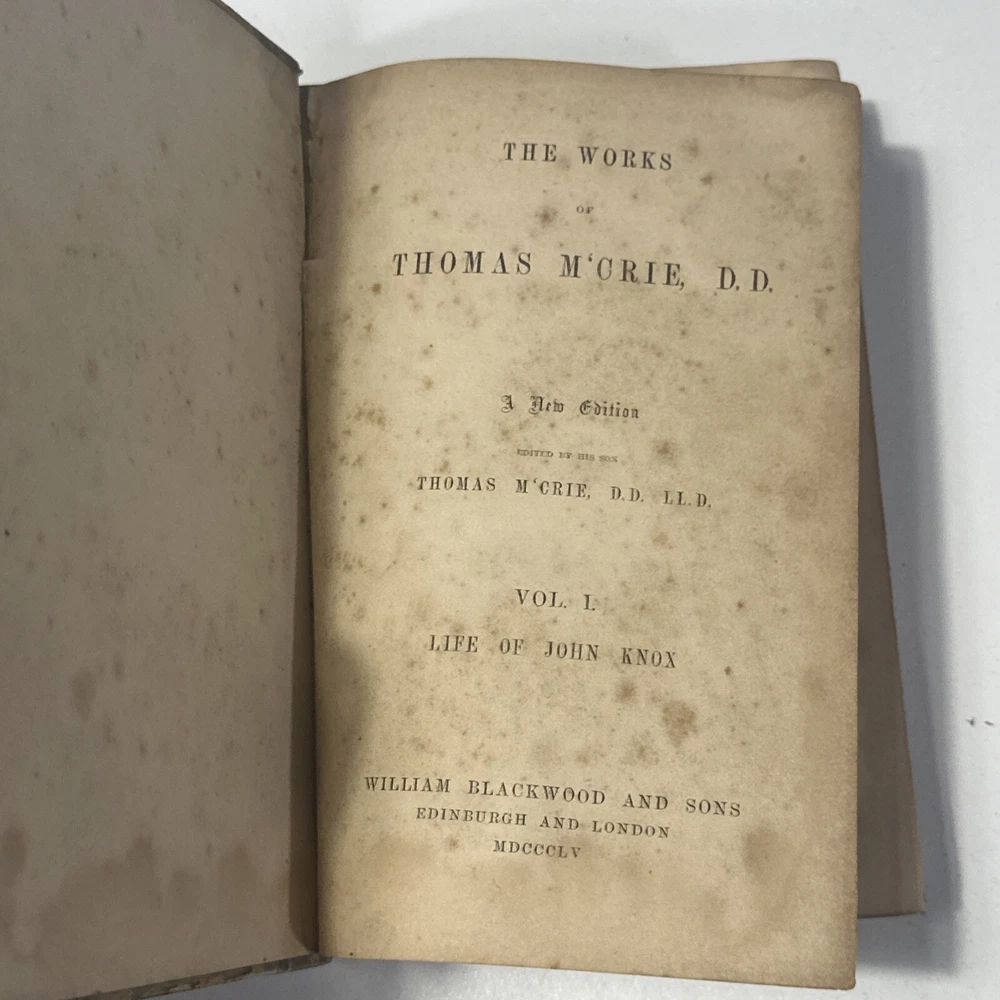 THE WORKS
OF
THOMAS M‘CRIE, D.D.
A New Edition
EDITED BY HIS SON
THOMAS M‘CRIE, D.D. LL.D.
VOL. I.
LIFE OF JOHN KNOX
WILLIAM BLACKWOOD AND SONS
EDINBURGH AND LONDON
MDCCCLV